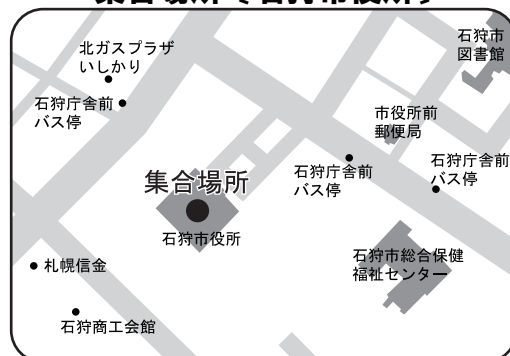 集合場所（石狩市役所）
北ガスプラザ
いしかり
石狩市
図書館
石狩庁舎前
バス停
市役所前
郵便局
石狩庁舎前
バス停
石狩庁舎前
バス停
集合場所
石狩市役所
石狩市総合保健
福祉センター
札幌信金
石狩商工会館